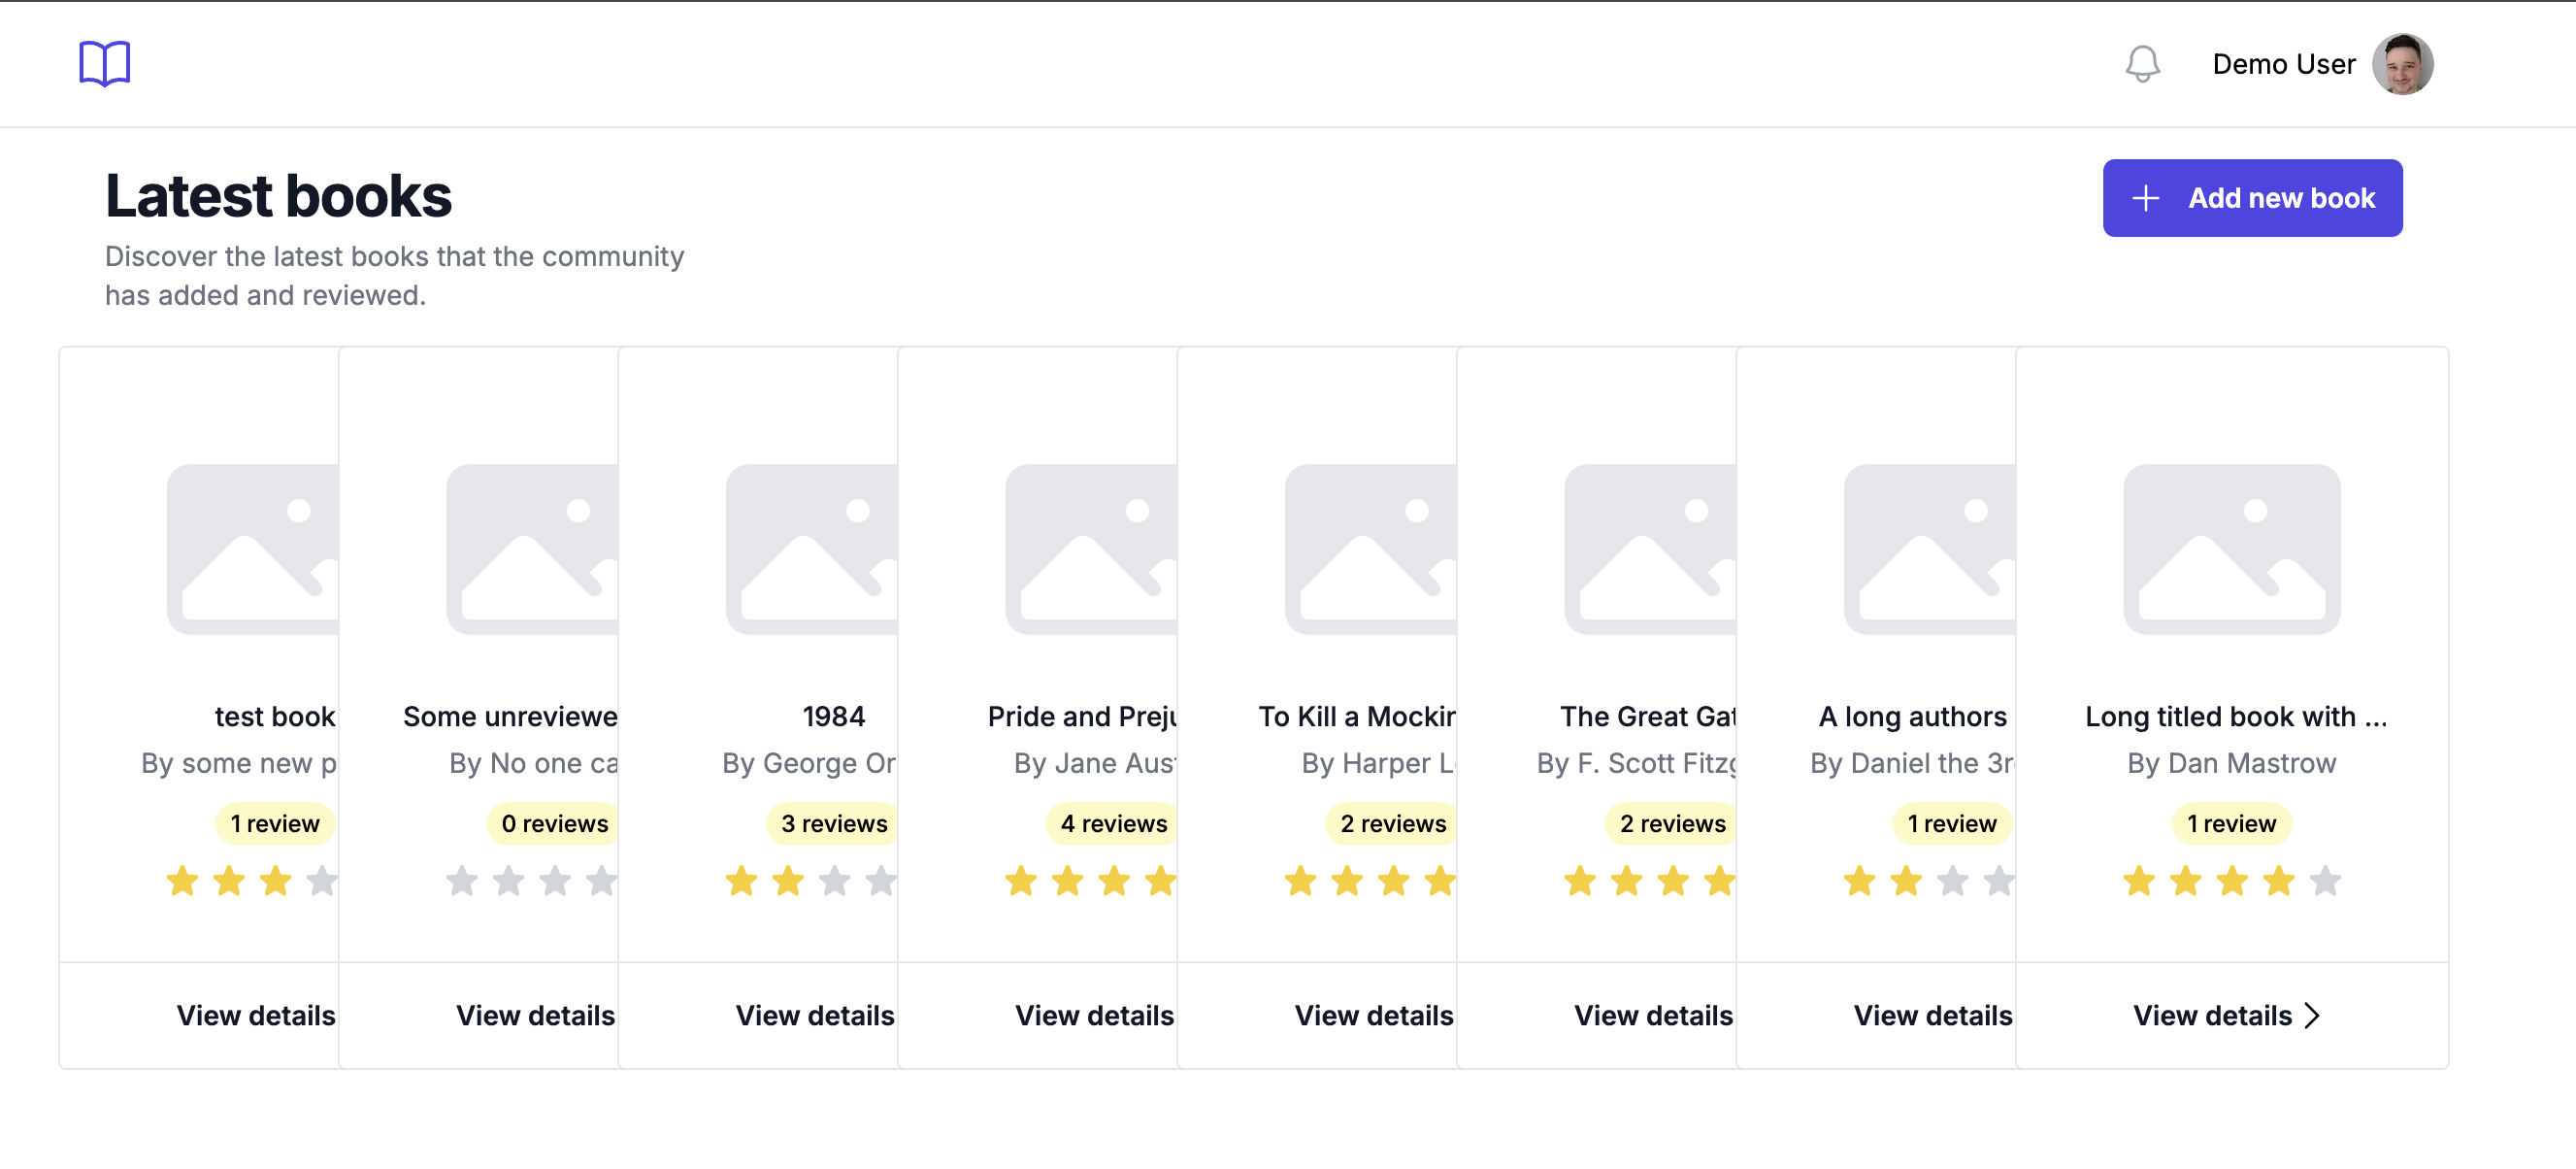 Demo User
Latest books
Add new book
Discover the latest books that the community
has added and reviewed.
test book
By some new p
1 review
View details
Some unreviewe
By No one ca
0 reviews
View details
1984
By George Or
3 reviews
View details
Pride and Preju
By Jane Aust
4 reviews
View details
To Kill a Mockin
By Harper L
2 reviews
View details
The Great Gat
By F. Scott Fitzg
2 reviews
View details
A long authors
By Daniel the 3r
1 review
View details
Long titled book with ...
By Dan Mastrow
1 review
View details